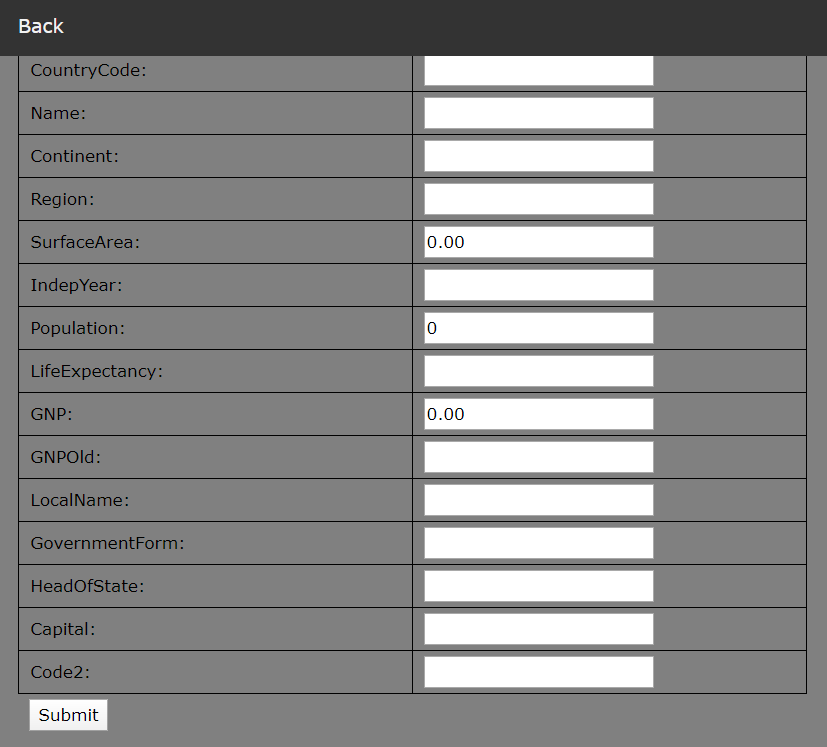 Back
CountryCode:
Name:
Continent:
Region:
SurfaceArea: 0.00
IndepYear:
Population: 0
LifeExpectancy:
GNP: 0.00
GNPOld:
LocalName:
GovernmentForm:
HeadOfState:
Capital:
Code2:
Submit